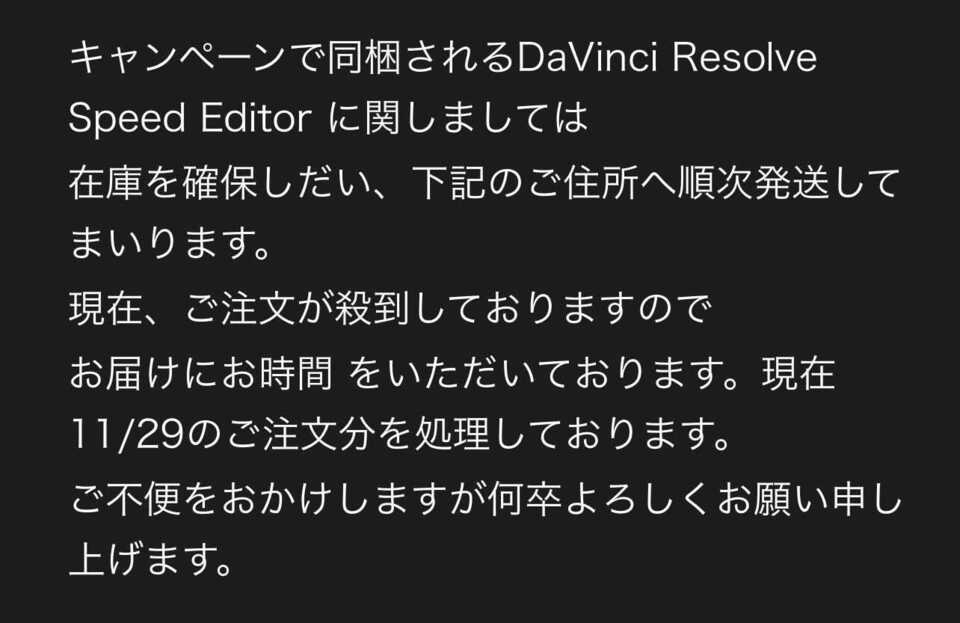 キャンペーンで同梱されるDaVinci Resolve
Speed Editor に関しましては
在庫を確保しだい、下記のご住所へ順次発送して
まいります。
現在、ご注文が殺到しておりますので
お届けにお時間 をいただいております。現在
11/29のご注文分を処理しております。
ご不便をおかけしますが何卒よろしくお願い申し
上げます。